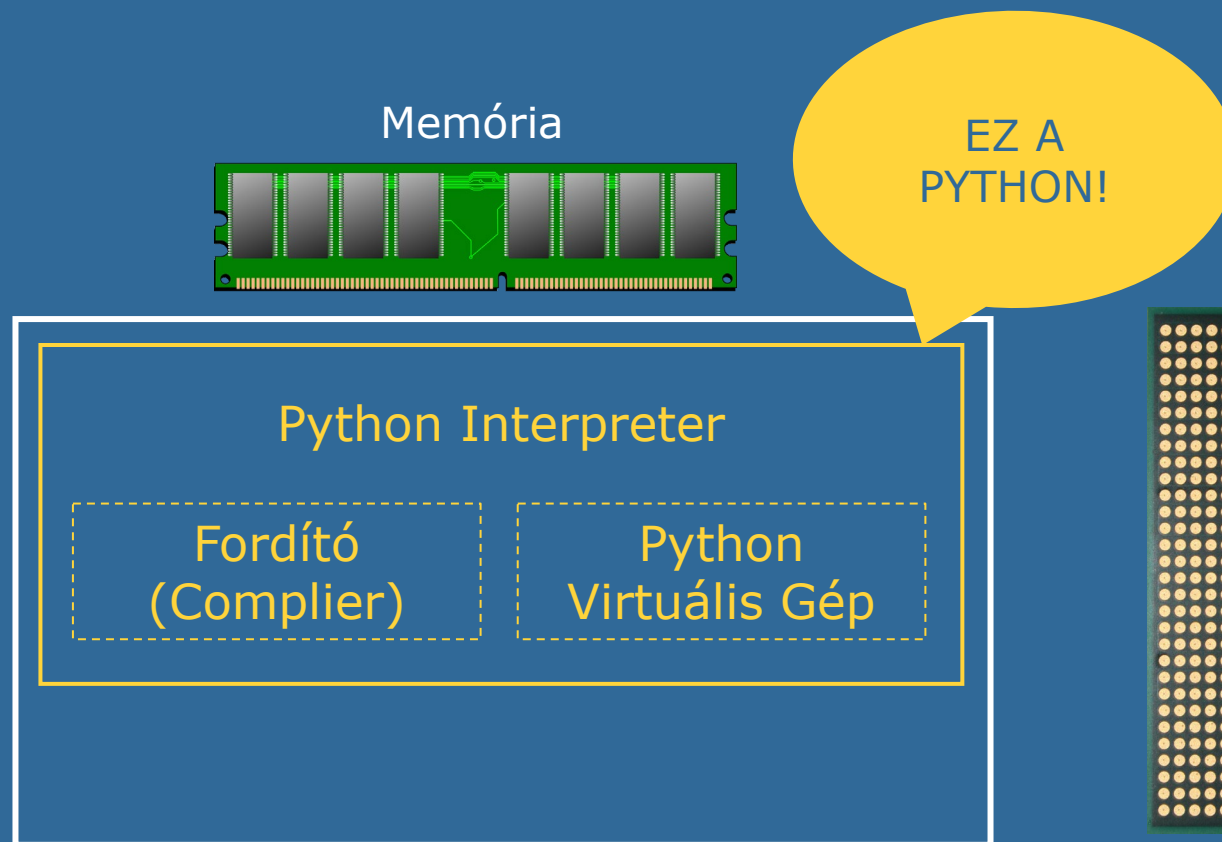 Memória
EZ A
PYTHON!
Python Interpreter
Fordító
(Complier)
Python
Virtuális Gép